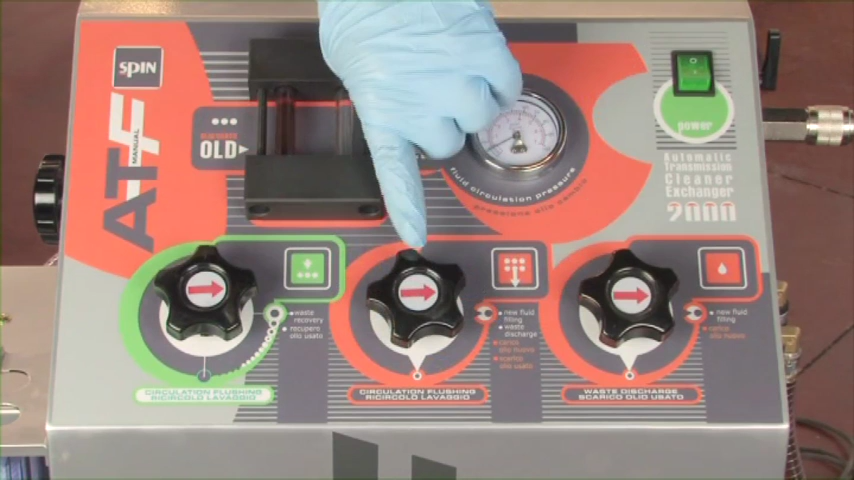 SPIN
ATF
MANUAL
OLD
power
fluid circulation pressure
pressione olio cambio
Automatic
Transmission
Cleaner
Exchanger
2000
waste
recovery
recupero
olio usato
new fluid
filling
waste
discharge
carico
olio nuovo
scarico
olio usato
new fluid
filling
carico
olio nuovo
CIRCULATION FLUSHING
RICIRCOLO LAVAGGIO
CIRCULATION FLUSHING
RICIRCOLO LAVAGGIO
WASTE DISCHARGE
SCARICO OLIO USATO